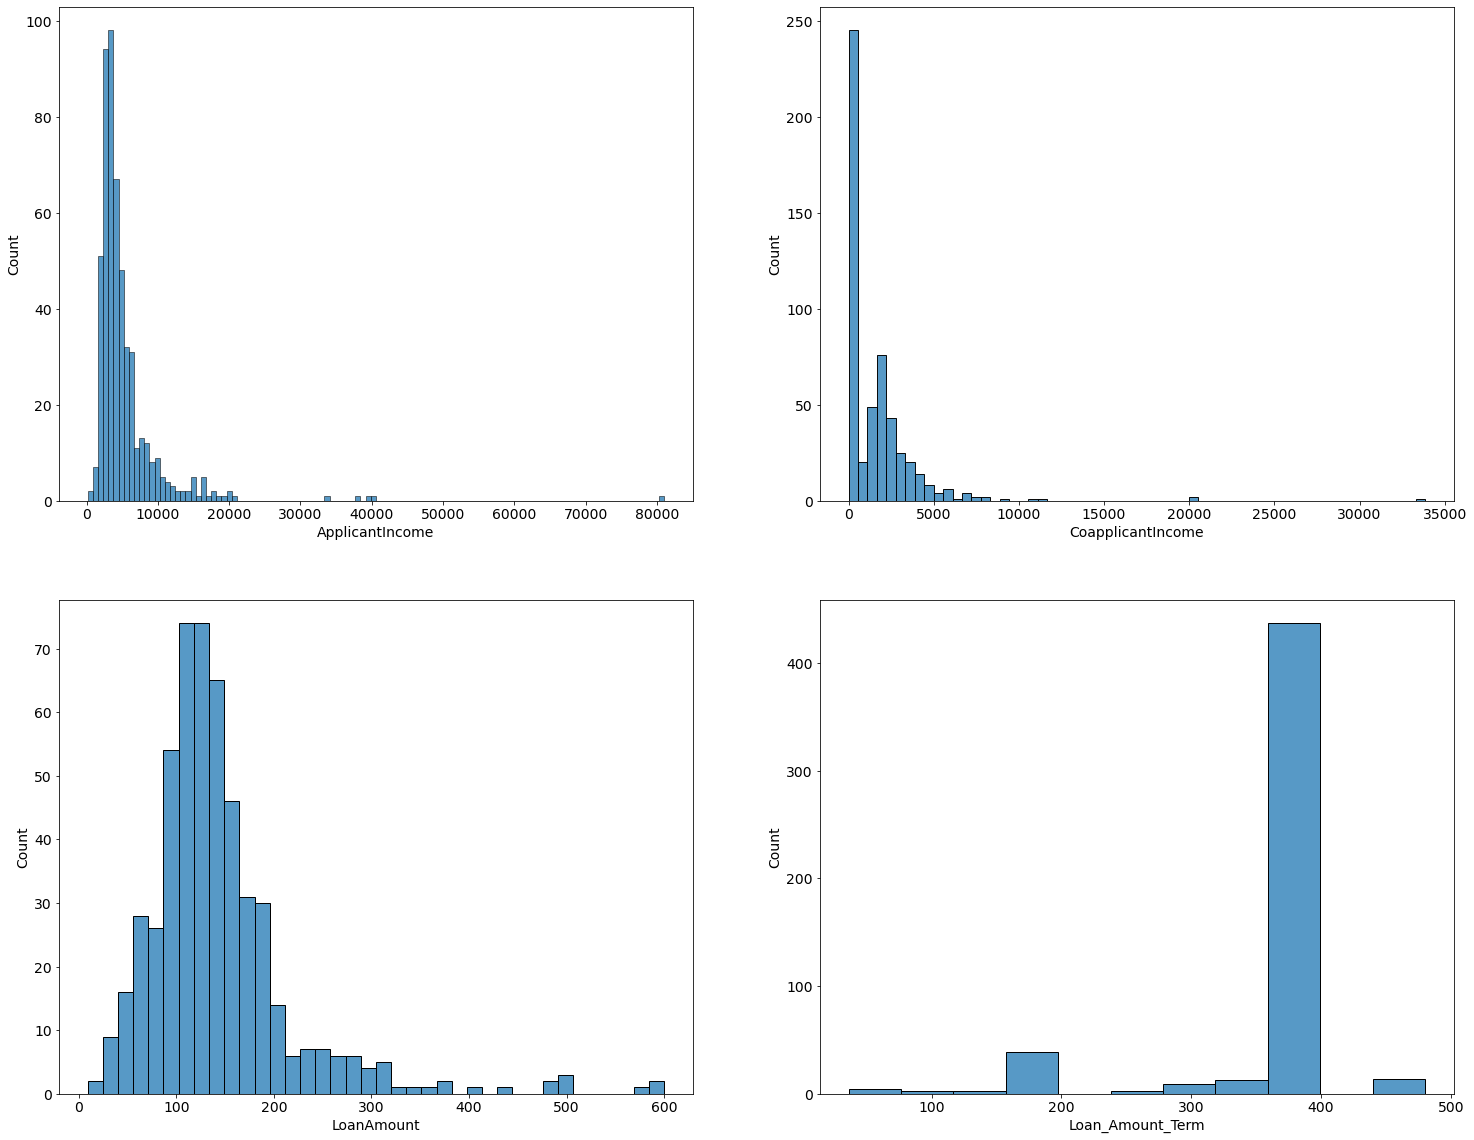 100
80
60
40
20
0
Count
0 10000 20000 30000 40000 50000 60000 70000 80000
ApplicantIncome
250
200
150
100
50
0
Count
0 5000 10000 15000 20000 25000 30000 35000
CoapplicantIncome
70
60
50
40
30
20
10
0
Count
0 100 200 300 400 500 600
LoanAmount
400
300
200
100
0
Count
100 200 300 400 500
Loan_Amount_Term